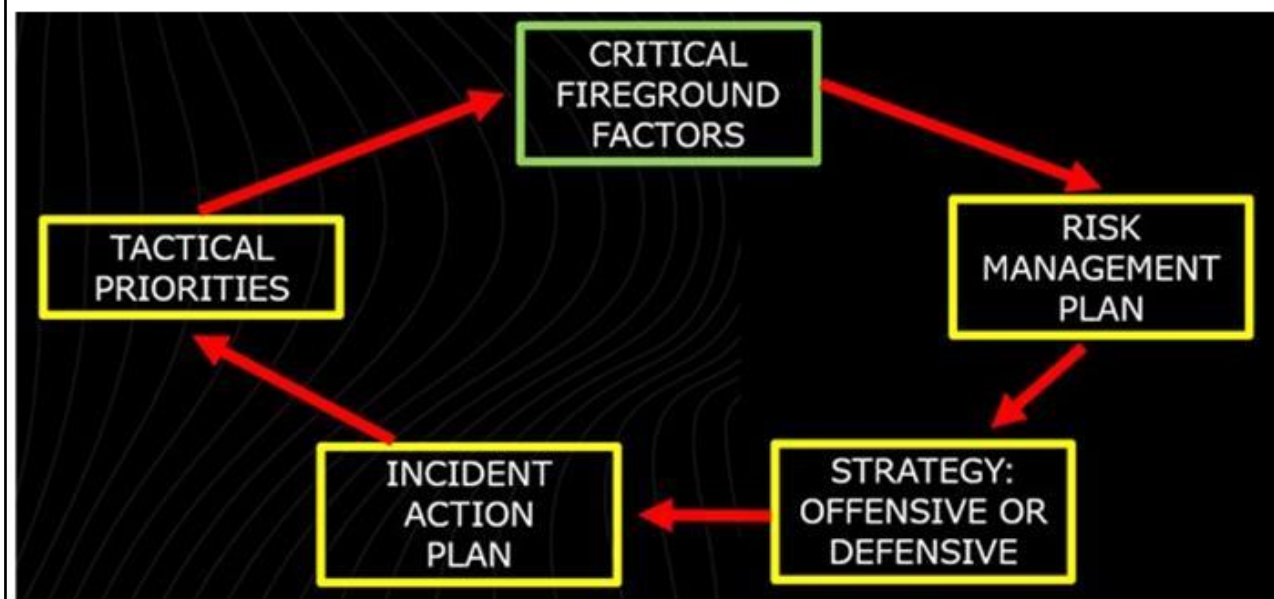 CRITICAL
FIREGROUND
FACTORS
RISK
MANAGEMENT
PLAN
STRATEGY:
OFFENSIVE OR
DEFENSIVE
INCIDENT
ACTION
PLAN
TACTICAL
PRIORITIES